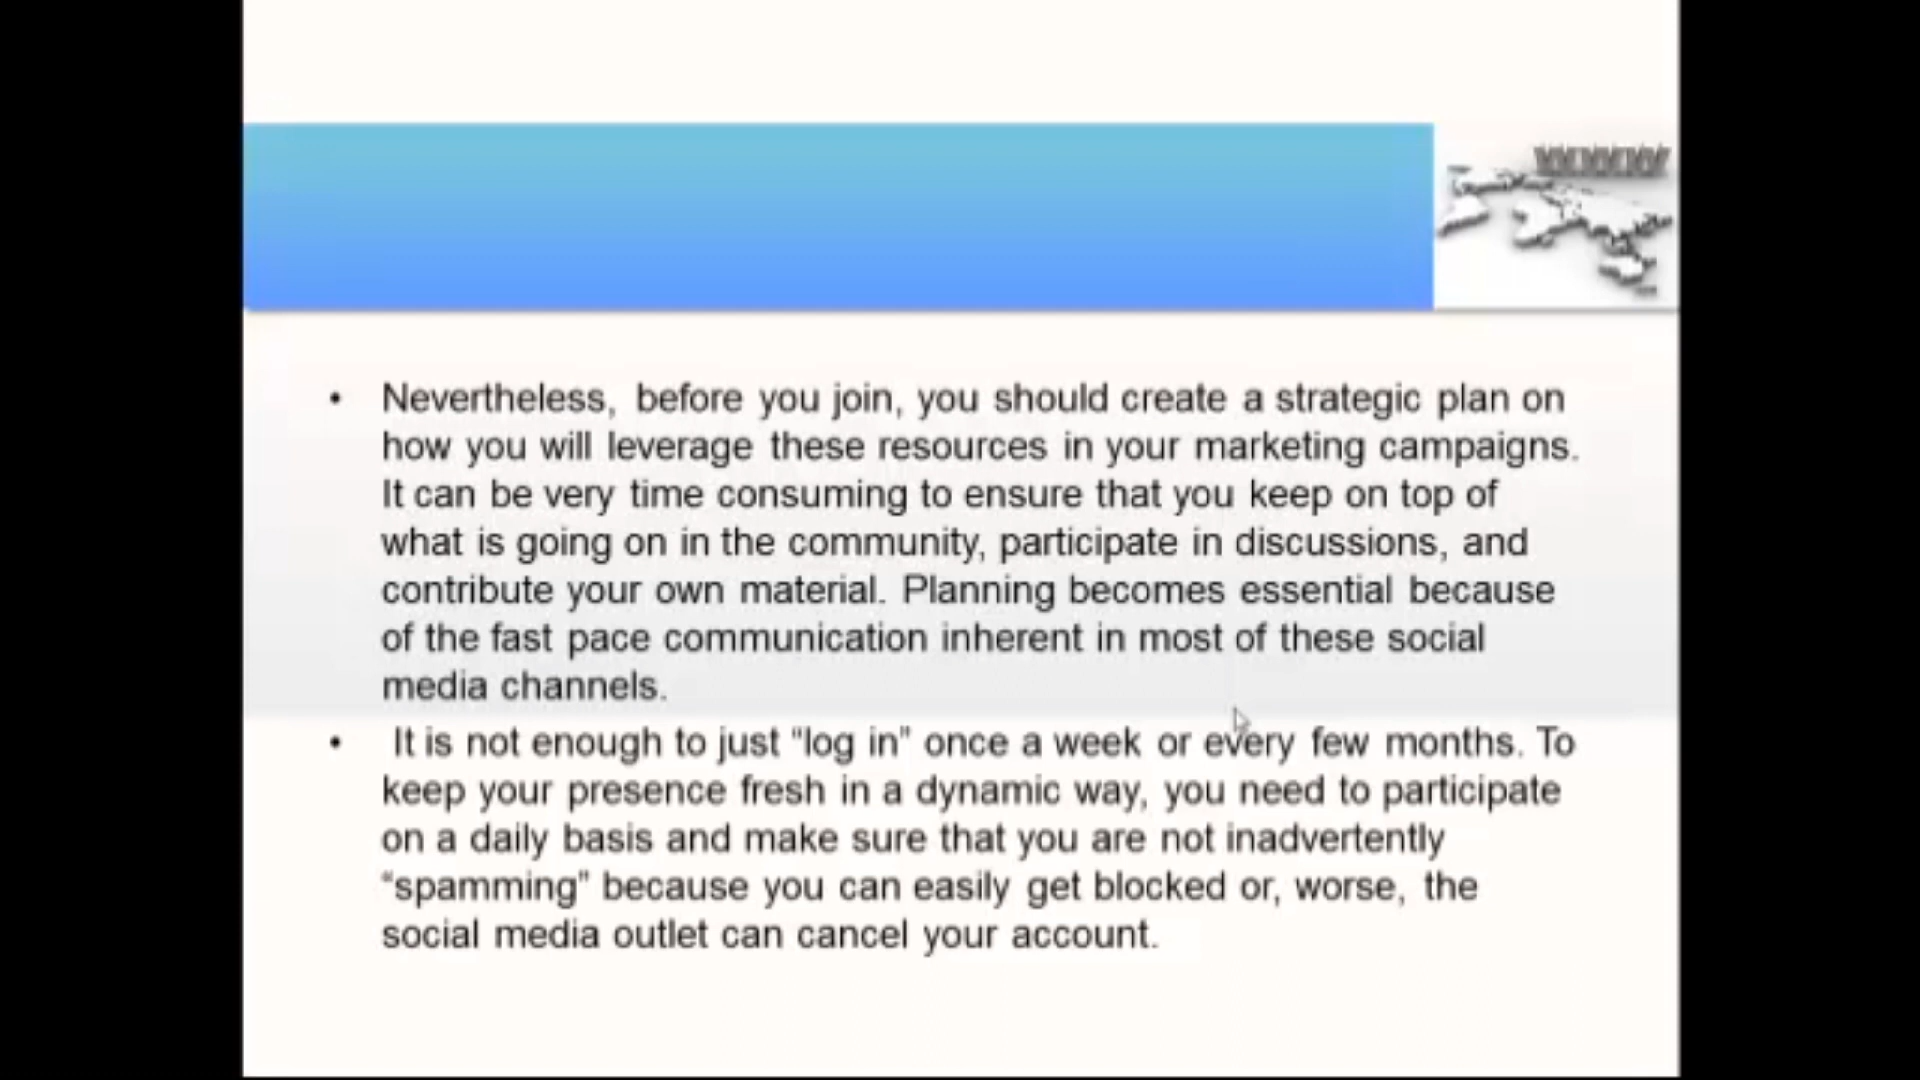 WWW
• Nevertheless, before you join, you should create a strategic plan on
how you will leverage these resources in your marketing campaigns.
It can be very time consuming to ensure that you keep on top of
what is going on in the community, participate in discussions, and
contribute your own material. Planning becomes essential because
of the fast pace communication inherent in most of these social
media channels.
• It is not enough to just “log in” once a week or every few months. To
keep your presence fresh in a dynamic way, you need to participate
on a daily basis and make sure that you are not inadvertently
“spamming” because you can easily get blocked or, worse, the
social media outlet can cancel your account.